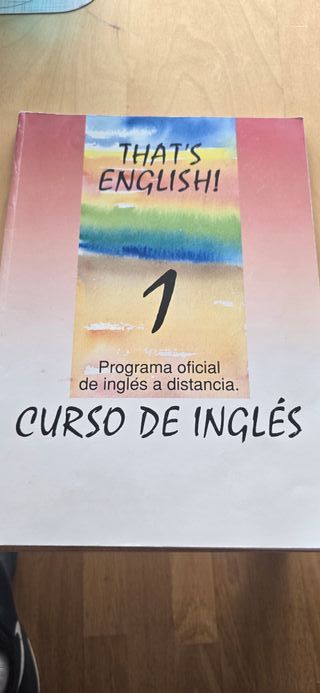 THAT'S
ENGLISH!
1
Programa oficial
de inglés a distancia.
CURSO DE INGLÉS